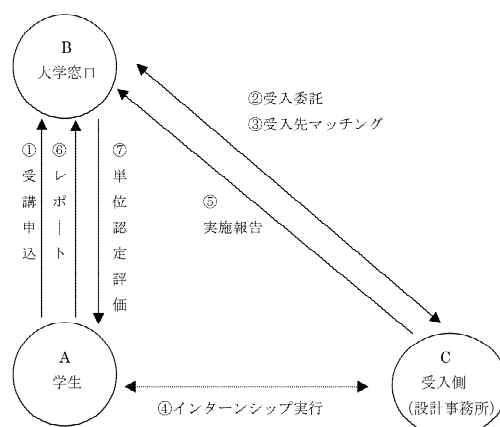 B
大学窓口
②受入委託
③受入先マッチング
①受講申込
⑥レポート
⑦単位認定評価
⑤
実施報告
A
学生
C
受入側
(設計事務所)
④インターンシップ実行